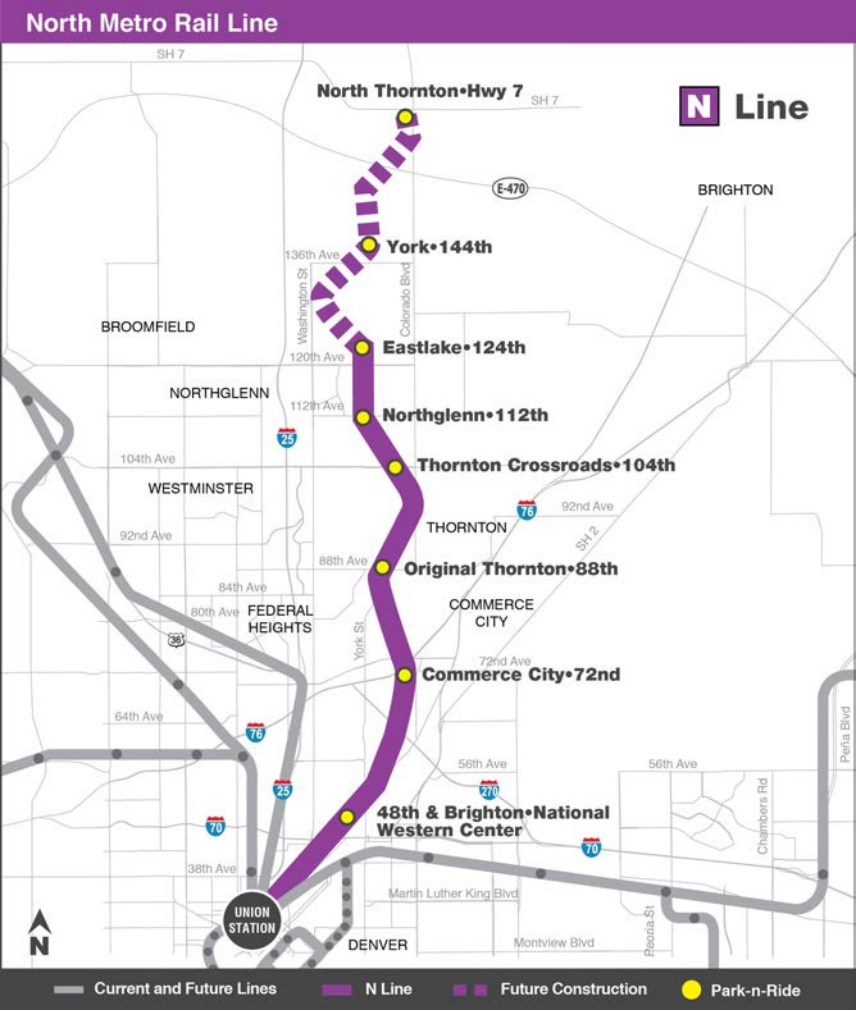 North Metro Rail Line
SH 7
North Thornton•Hwy 7
SH 7
N Line
E-470
BRIGHTON
York•144th
136th Ave
Washington St
Colorado Blvd
BROOMFIELD
Eastlake•124th
120th Ave
NORTHGLENN
112th Ave
Northglenn•112th
25
104th Ave
Thornton Crossroads•104th
WESTMINSTER
76
92nd Ave
THORNTON
92nd Ave
SH 2
88th Ave
Original Thornton•88th
84th Ave
80th Ave
FEDERAL
HEIGHTS
COMMERCE
CITY
36
York St
72nd Ave
Commerce City•72nd
64th Ave
76
Peña Blvd
56th Ave
56th Ave
25
270
Chambers Rd
48th & Brighton•National
Western Center
70
70
38th Ave
Martin Luther King Blvd
UNION
STATION
Peoria St
N
DENVER
Montview Blvd
Current and Future Lines
N Line
Future Construction
Park-n-Ride